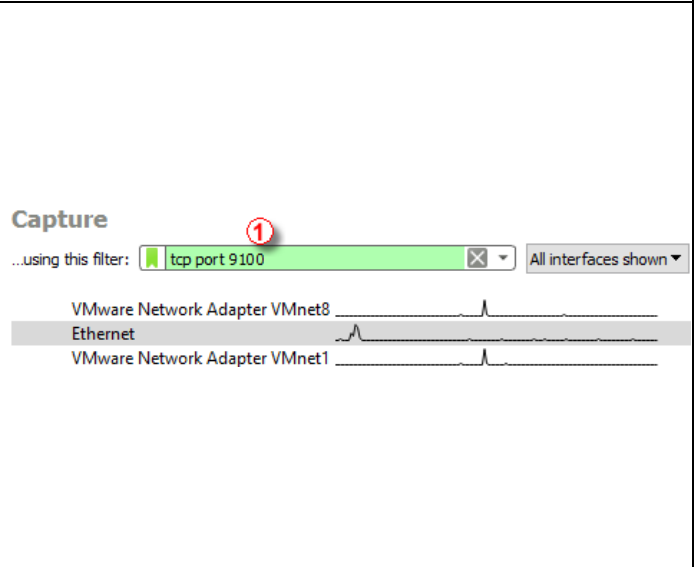 Capture
1
...using this filter: tcp port 9100 All interfaces shown
VMware Network Adapter VMnet8
Ethernet
VMware Network Adapter VMnet1